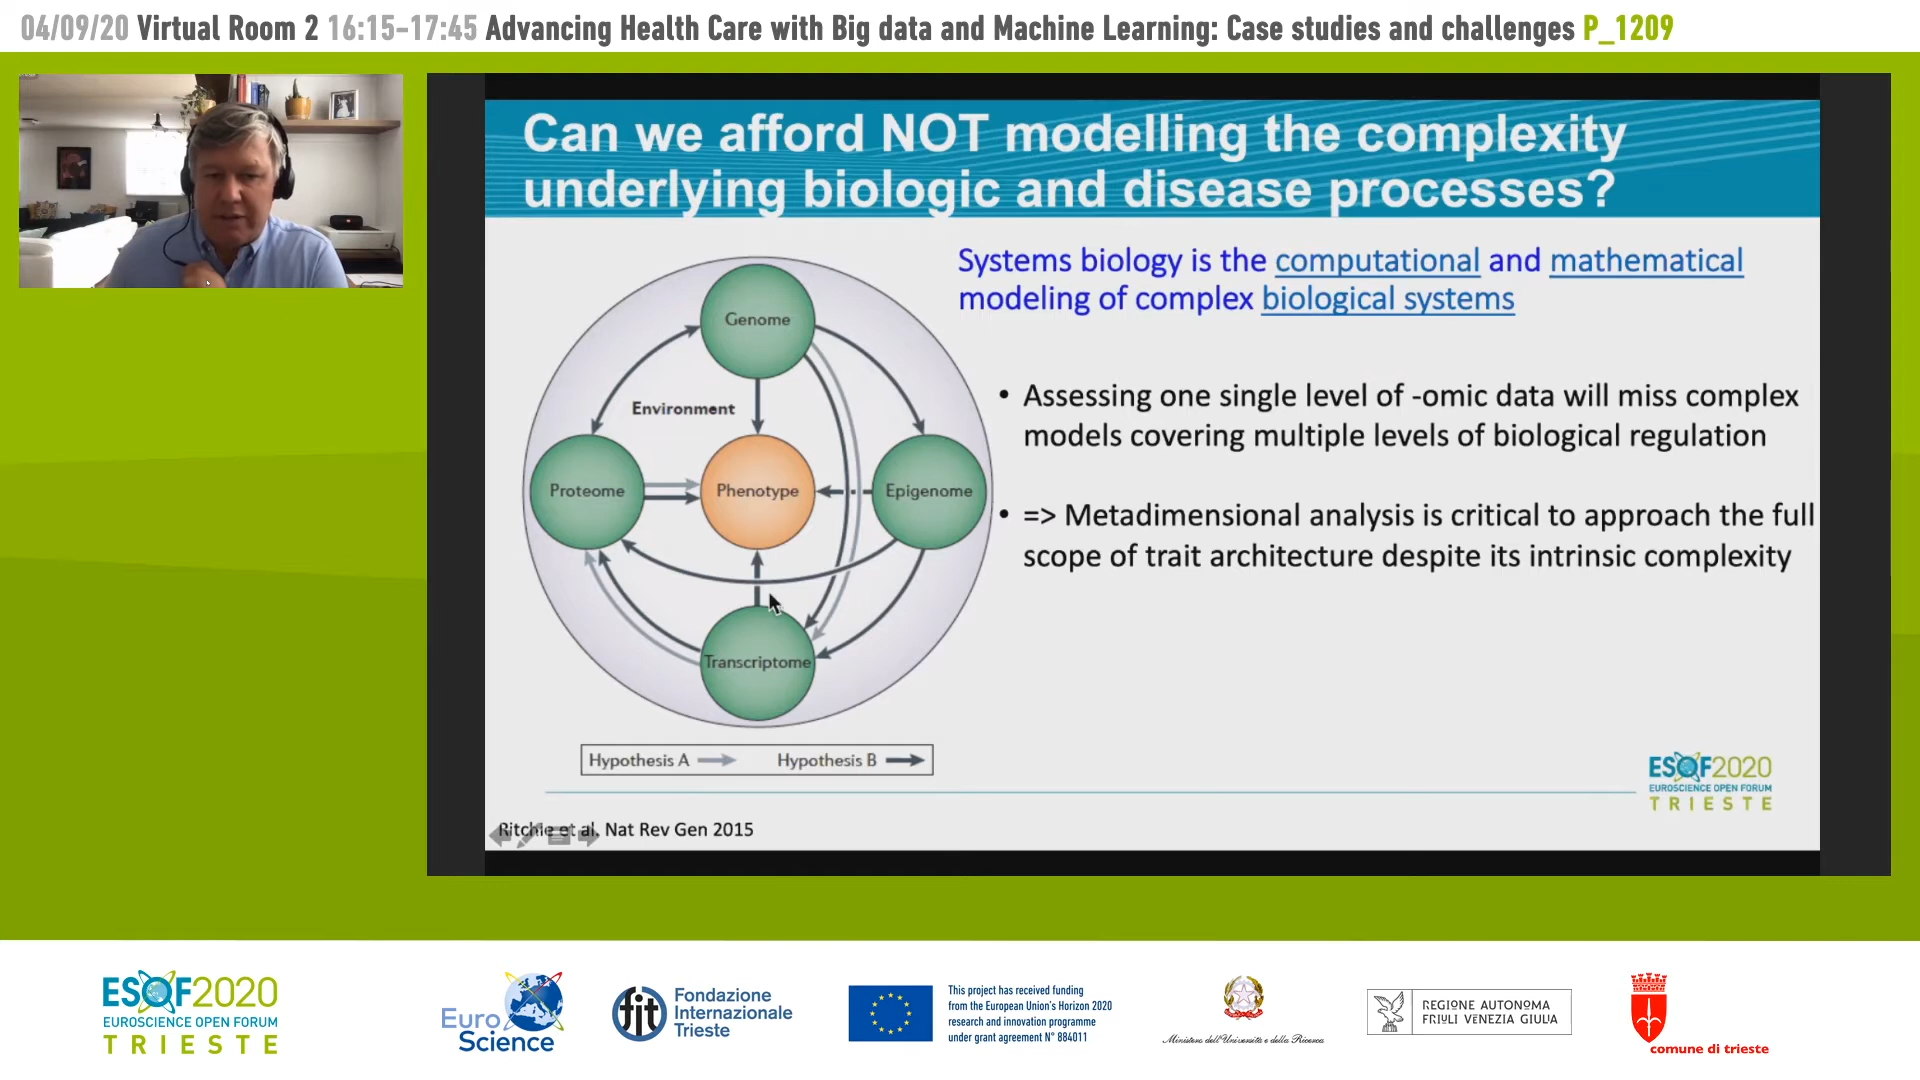 04/09/20 Virtual Room 2 16:15-17:45 Advancing Health Care with Big data and Machine Learning: Case studies and challenges P_1209
Can we afford NOT modelling the complexity
underlying biologic and disease processes?
Systems biology is the computational and mathematical
modeling of complex biological systems
• Assessing one single level of -omic data will miss complex
models covering multiple levels of biological regulation
• => Metadimensional analysis is critical to approach the full
scope of trait architecture despite its intrinsic complexity
Genome
Environment
Proteome
Phenotype
Epigenome
Transcriptome
Hypothesis A
Hypothesis B
ESOF2020
EUROSCIENCE OPEN FORUM
TRIESTE
Ritchie et al. Nat Rev Gen 2015
ESOF2020
EUROSCIENCE OPEN FORUM
TRIESTE
Euro
Science
fit
Fondazione
Internazionale
Trieste
This project has received funding
from the European Union's Horizon 2020
research and innovation programme
under grant agreement N° 884011
Ministero dell'Università e della Ricerca
REGIONE AUTONOMA
FRIULI VENEZIA GIULIA
comune di trieste